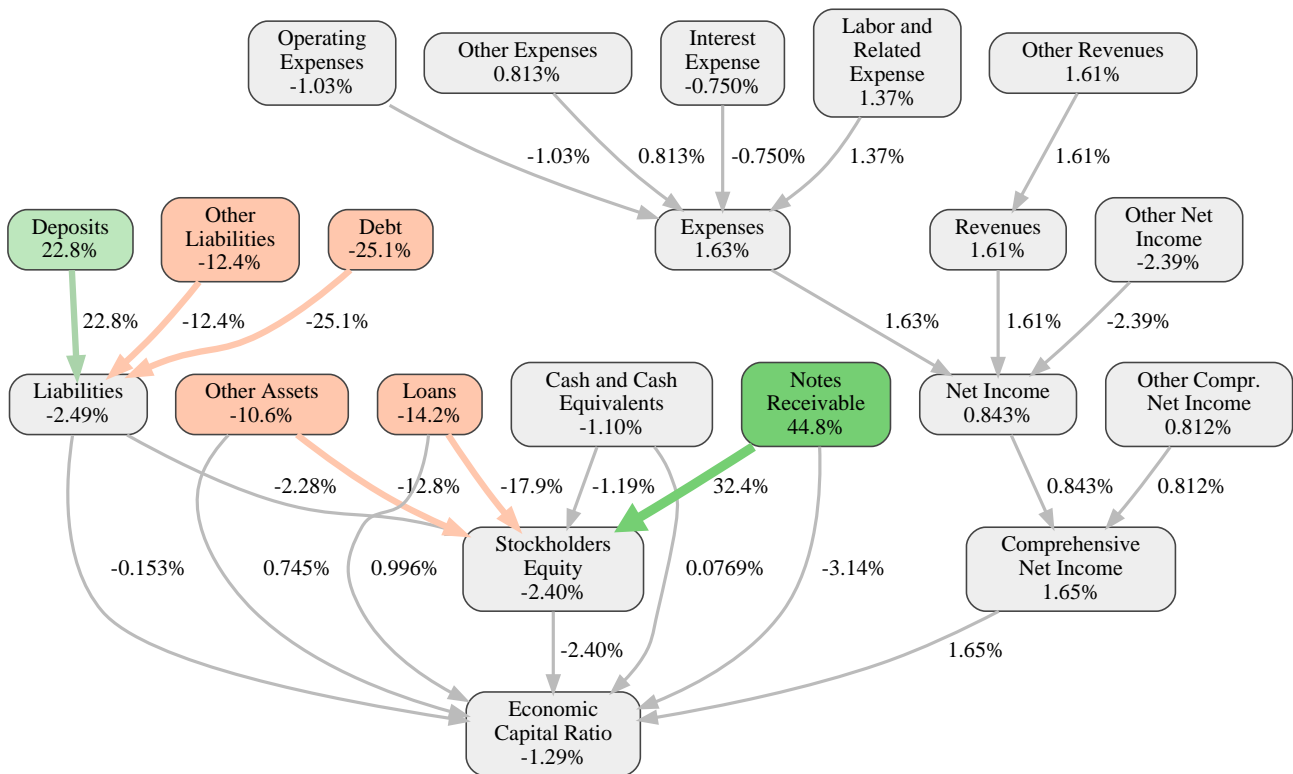 Operating
Expenses
-1.03%
Other Expenses
0.813%
Interest
Expense
-0.750%
Labor and
Related
Expense
1.37%
Other Revenues
1.61%
-1.03%
0.813%
-0.750%
1.37%
1.61%
Deposits
22.8%
Other
Liabilities
-12.4%
Debt
-25.1%
Expenses
1.63%
Revenues
1.61%
Other Net
Income
-2.39%
22.8%
-12.4%
-25.1%
1.63%
1.61%
-2.39%
Liabilities
-2.49%
Other Assets
-10.6%
Loans
-14.2%
Cash and Cash
Equivalents
-1.10%
Notes
Receivable
44.8%
Net Income
0.843%
Other Compr.
Net Income
0.812%
-2.28%
-12.8%
-17.9%
-1.19%
32.4%
0.843%
0.812%
-0.153%
0.745%
0.996%
Stockholders
Equity
-2.40%
0.0769%
-3.14%
Comprehensive
Net Income
1.65%
-2.40%
1.65%
Economic
Capital Ratio
-1.29%